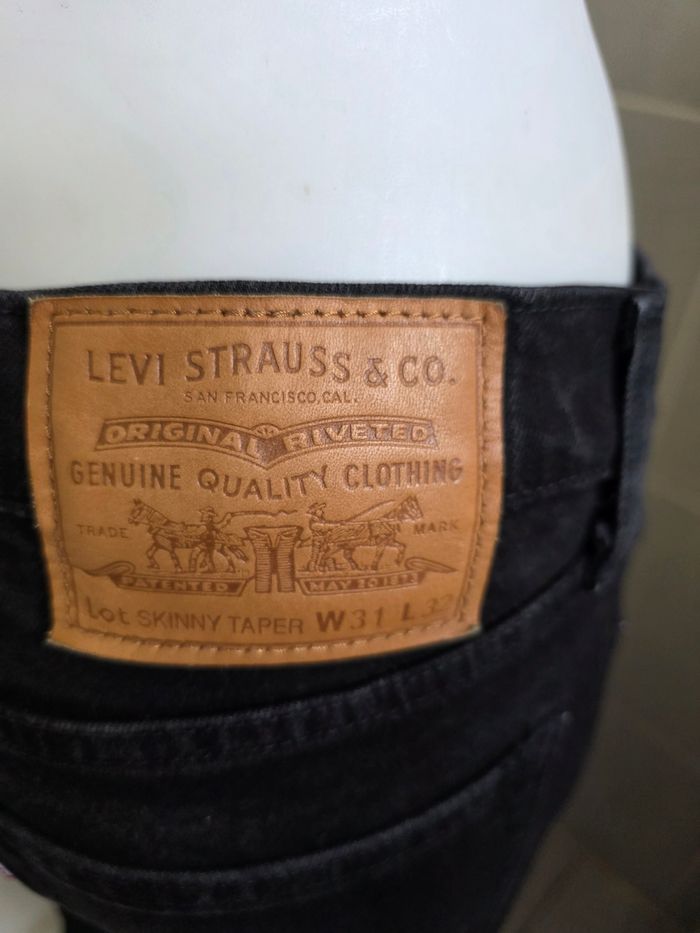 LEVI STRAUSS & CO.
SAN FRANCISCO, CAL.
ORIGINAL RIVETED
GENUINE QUALITY CLOTHING
TRADE MARK
PATENTED MAY 20 1873
Lot SKINNY TAPER W31 L32